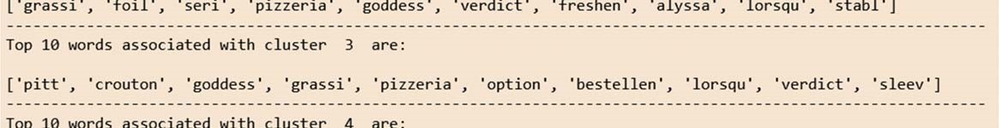 ['grassi', 'foil', 'seri', 'pizzeria', 'goddess', 'verdict', 'freshen', 'alyssa', 'lorsqu', 'stabl']
--------------------------------------------------------------------------------------------------------------
Top 10 words associated with cluster  3  are:
['pitt', 'crouton', 'goddess', 'grassi', 'pizzeria', 'option', 'bestellen', 'lorsqu', 'verdict', 'sleev']
--------------------------------------------------------------------------------------------------------------
Top 10 words associated with cluster  4  are: